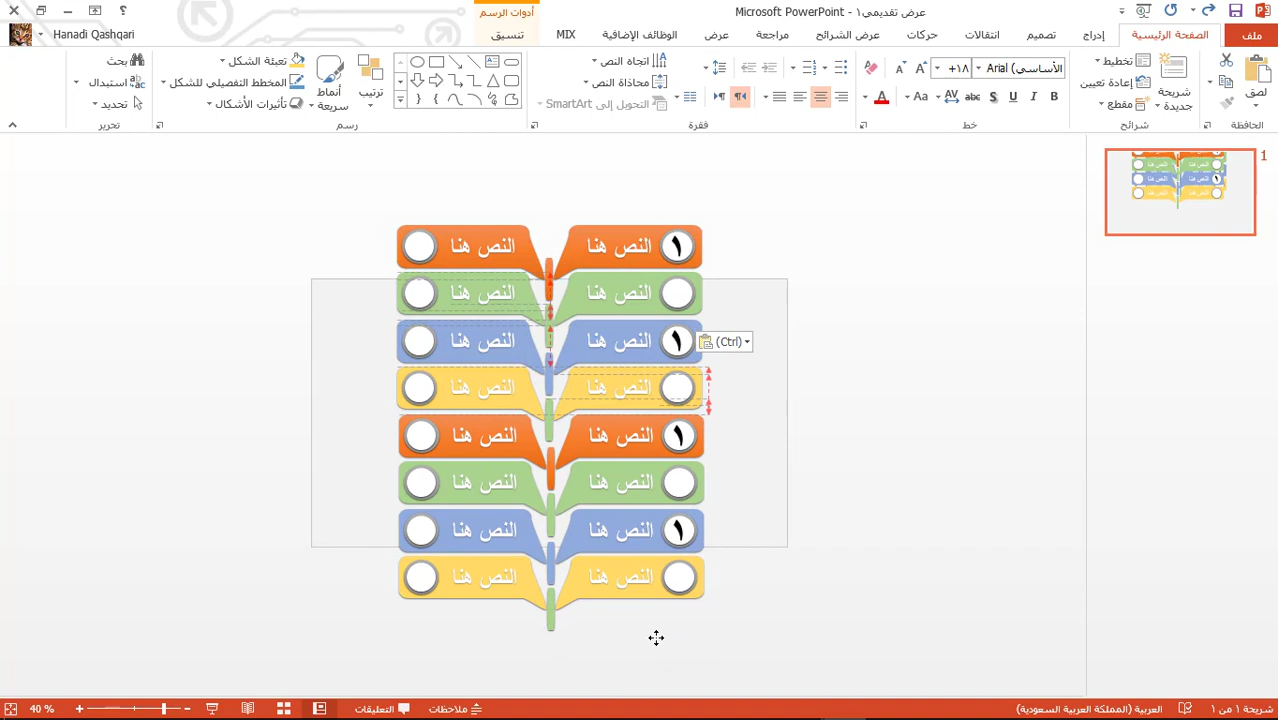 عرض تقديمي١ - Microsoft PowerPoint
أدوات الرسم
ملف
الصفحة الرئيسية
إدراج
تصميم
انتقالات
حركات
عرض الشرائح
مراجعة
عرض
الوظائف الإضافية
MIX
تنسيق
Hanadi Qashqari
لصق
الحافظة
شريحة جديدة
تخطيط
إعادة تعيين
مقطع
شرائح
Arial (الأساسي)
١٨+
خط
اتجاه النص
محاذاة النص
التحويل إلى SmartArt
فقرة
ترتيب
أنماط سريعة
تعبئة الشكل
المخطط التفصيلي للشكل
تأثيرات الأشكال
رسم
بحث
استبدال
تحديد
تحرير
1
١ النص هنا النص هنا
النص هنا النص هنا
١ النص هنا النص هنا
(Ctrl)
النص هنا النص هنا
١ النص هنا النص هنا
النص هنا النص هنا
١ النص هنا النص هنا
النص هنا النص هنا
شريحة ١ من ١
العربية (المملكة العربية السعودية)
ملاحظات
التعليقات
40 %